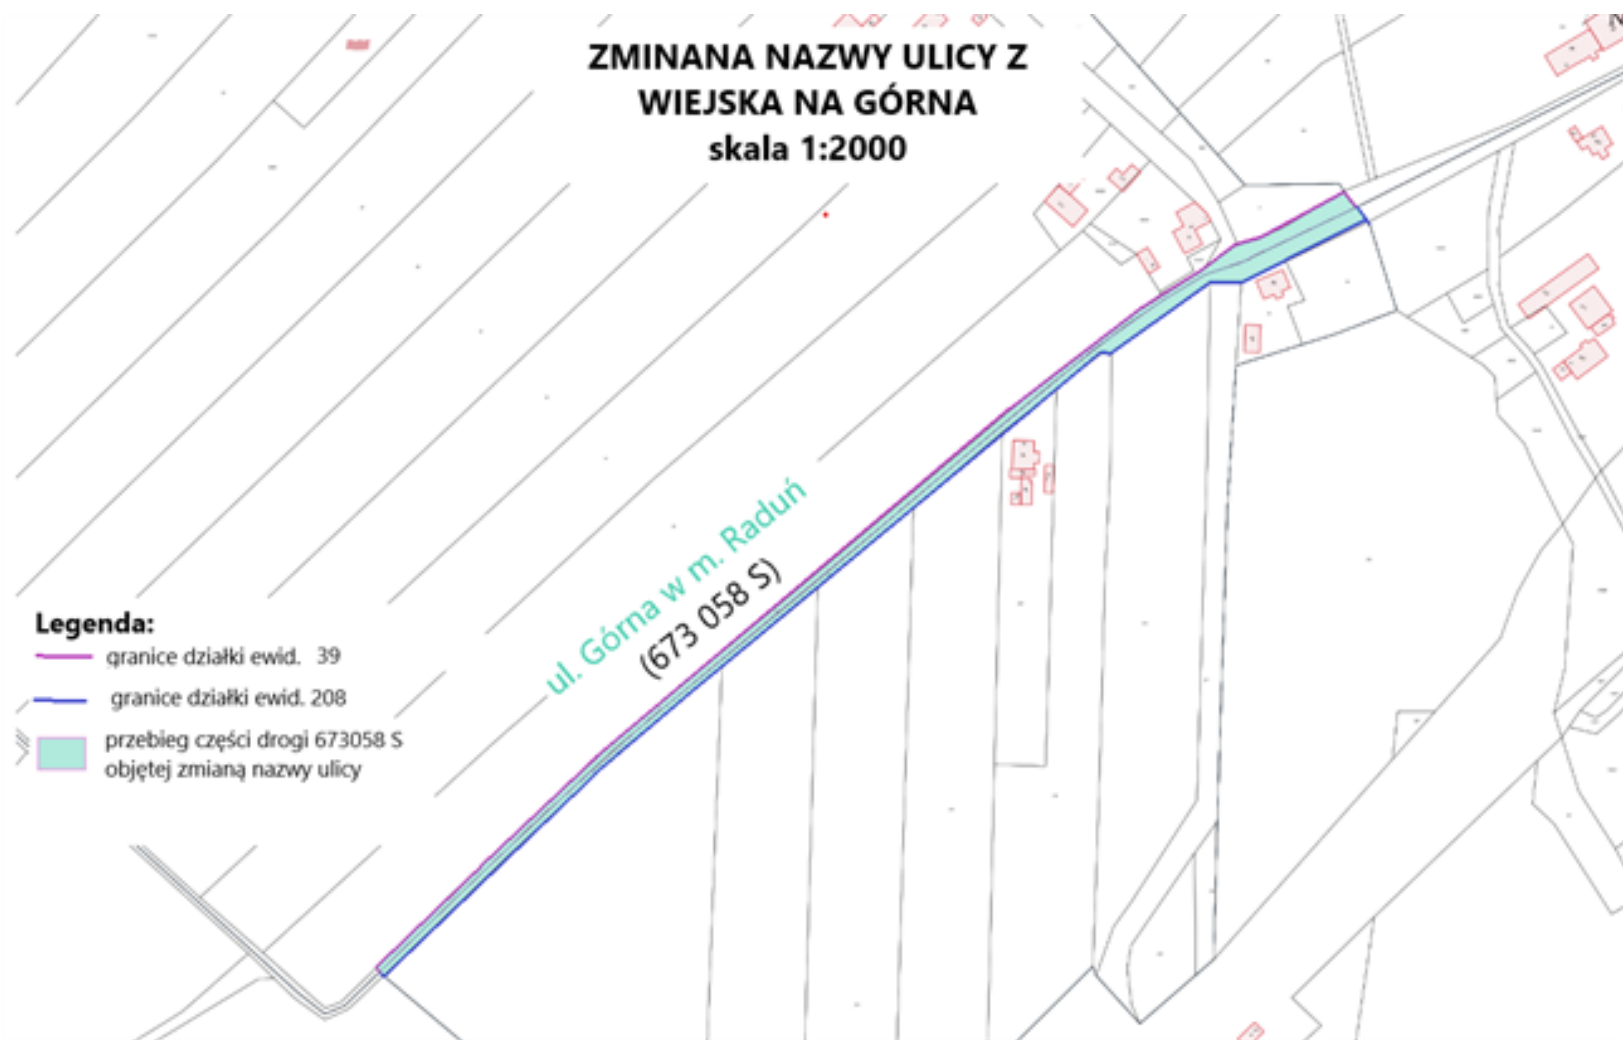 ZMINANA NAZWY ULICY Z
WIEJSKA NA GÓRNA
skala 1:2000
ul. Górna w m. Raduń
(673 058 S)
Legenda:
granice działki ewid. 39
granice działki ewid. 208
przebieg części drogi 673058 S
objętej zmianą nazwy ulicy